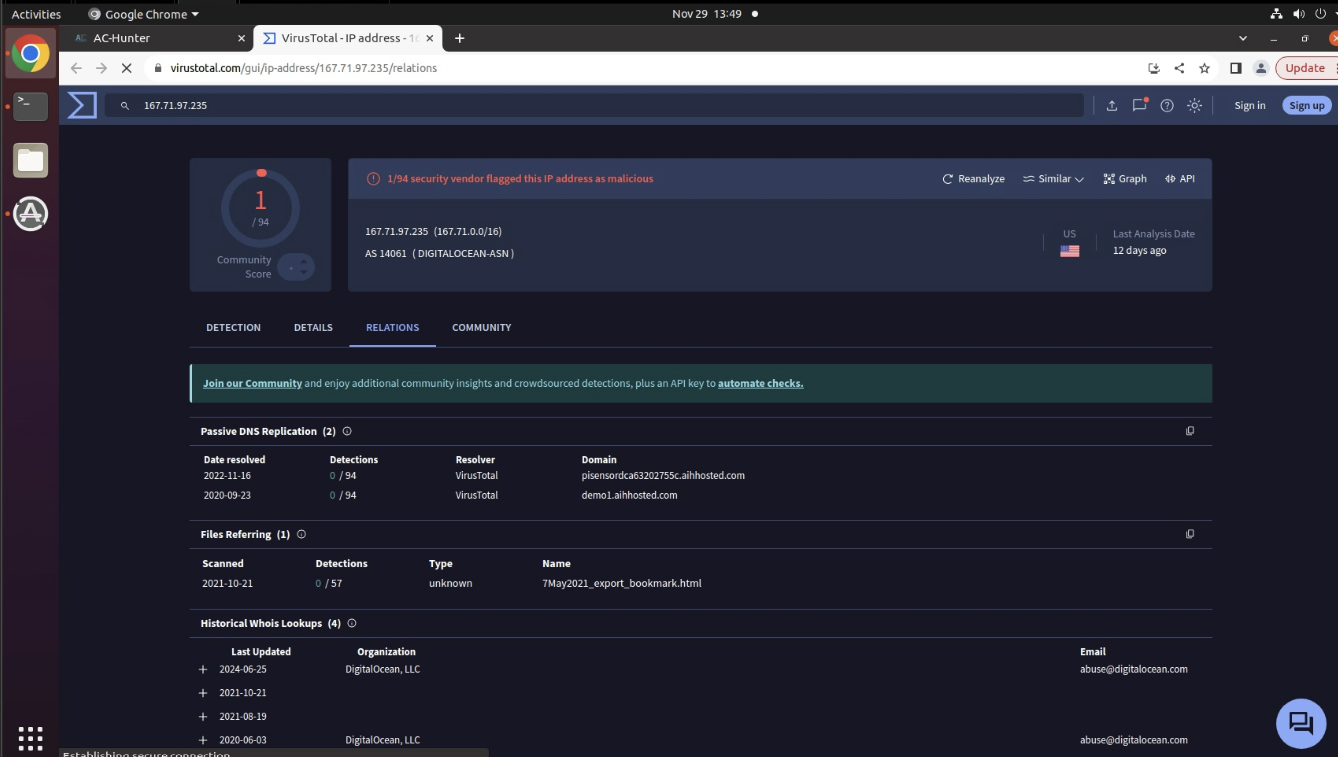 Activities Google Chrome Nov 29 13:49
AC-Hunter VirusTotal - IP address - 1
virustotal.com/gui/ip-address/167.71.97.235/relations Update
167.71.97.235 Sign in Sign up
1/94 security vendor flagged this IP address as malicious Reanalyze Similar Graph API
1
/ 94
Community
Score
167.71.97.235 (167.71.0.0/16)
AS 14061 ( DIGITALOCEAN-ASN )
US
Last Analysis Date
12 days ago
DETECTION DETAILS RELATIONS COMMUNITY
Join our Community and enjoy additional community insights and crowdsourced detections, plus an API key to automate checks.
Passive DNS Replication (2)
Date resolved Detections Resolver Domain
2022-11-16 0 / 94 VirusTotal pisensordca63202755c.aihhosted.com
2020-09-23 0 / 94 VirusTotal demo1.aihhosted.com
Files Referring (1)
Scanned Detections Type Name
2021-10-21 0 / 57 unknown 7May2021_export_bookmark.html
Historical Whois Lookups (4)
Last Updated Organization Email
+ 2024-06-25 DigitalOcean, LLC abuse@digitalocean.com
+ 2021-10-21
+ 2021-08-19
+ 2020-06-03 DigitalOcean, LLC abuse@digitalocean.com
Establishing secure connection